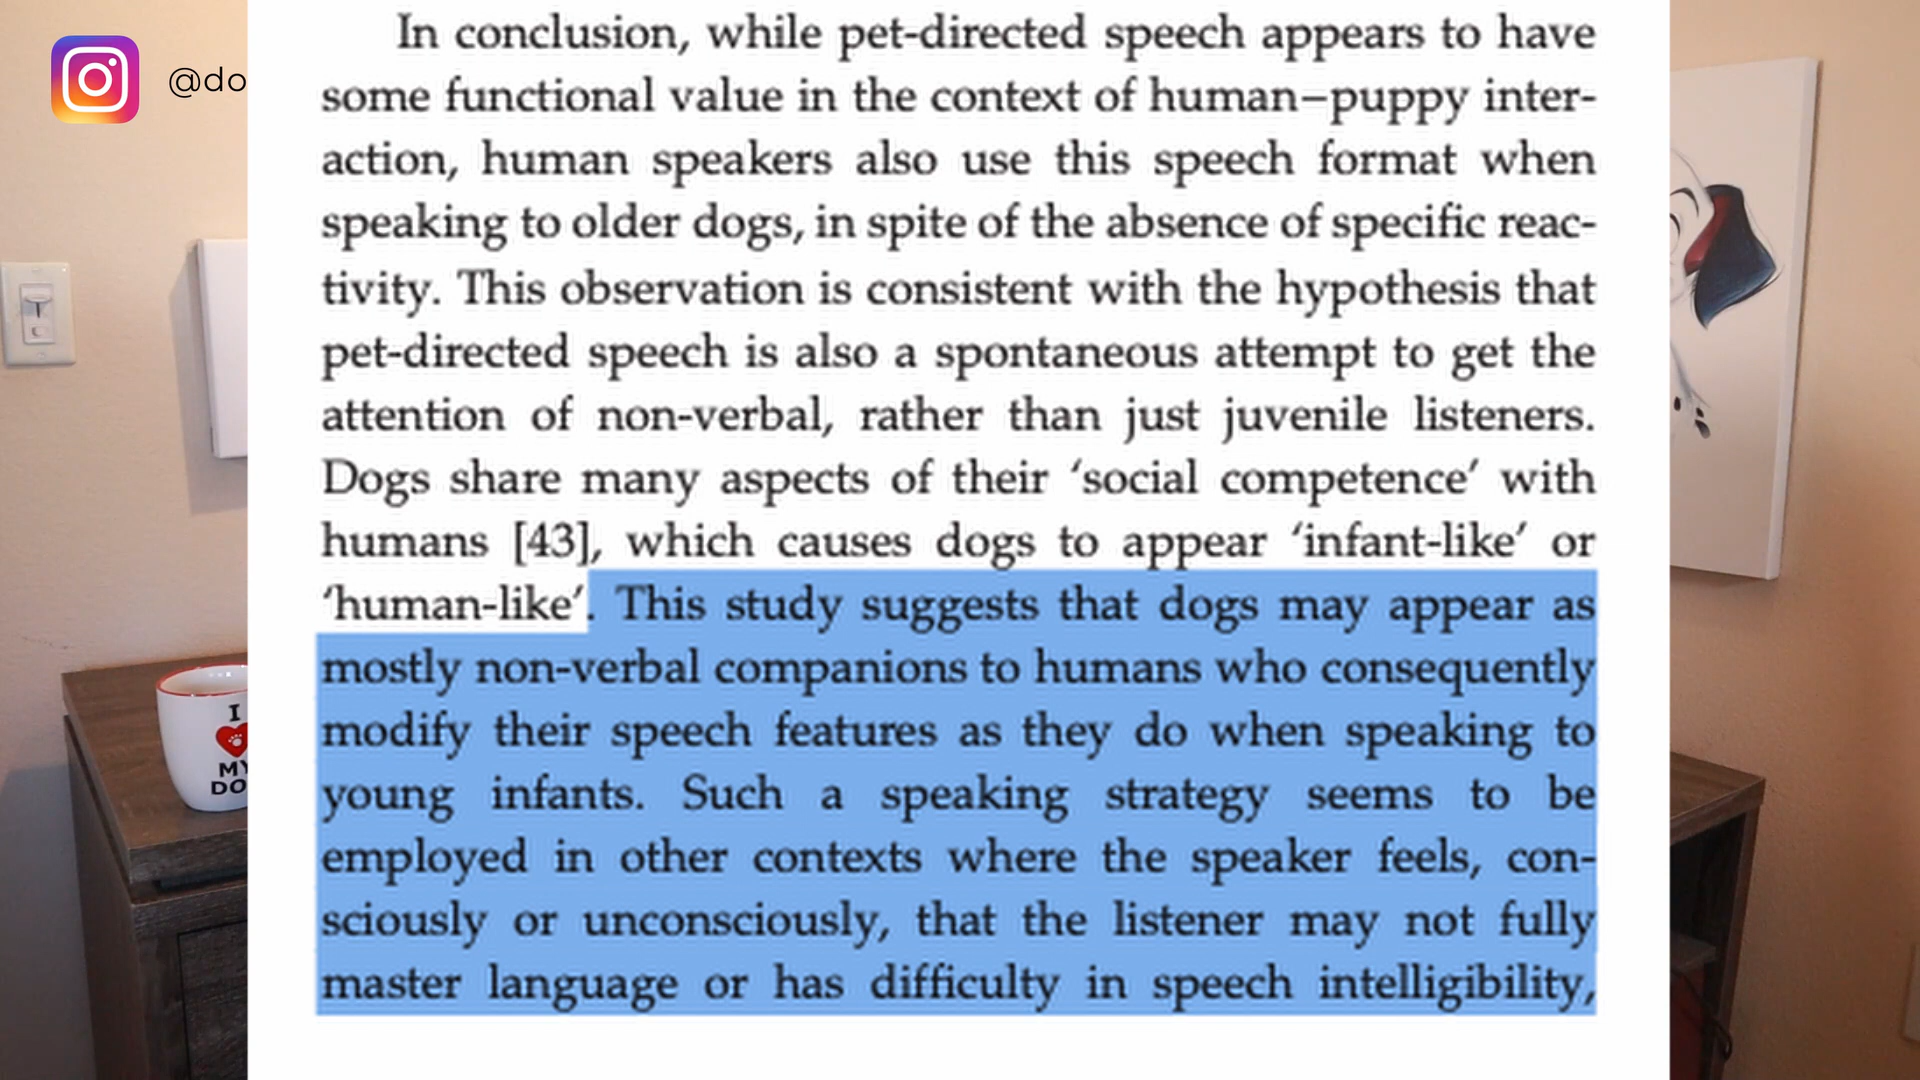 @do
In conclusion, while pet-directed speech appears to have
some functional value in the context of human–puppy inter-
action, human speakers also use this speech format when
speaking to older dogs, in spite of the absence of specific reac-
tivity. This observation is consistent with the hypothesis that
pet-directed speech is also a spontaneous attempt to get the
attention of non-verbal, rather than just juvenile listeners.
Dogs share many aspects of their ‘social competence’ with
humans [43], which causes dogs to appear ‘infant-like’ or
‘human-like’. This study suggests that dogs may appear as
mostly non-verbal companions to humans who consequently
modify their speech features as they do when speaking to
young infants. Such a speaking strategy seems to be
employed in other contexts where the speaker feels, con-
sciously or unconsciously, that the listener may not fully
master language or has difficulty in speech intelligibility,
I
MY
DO